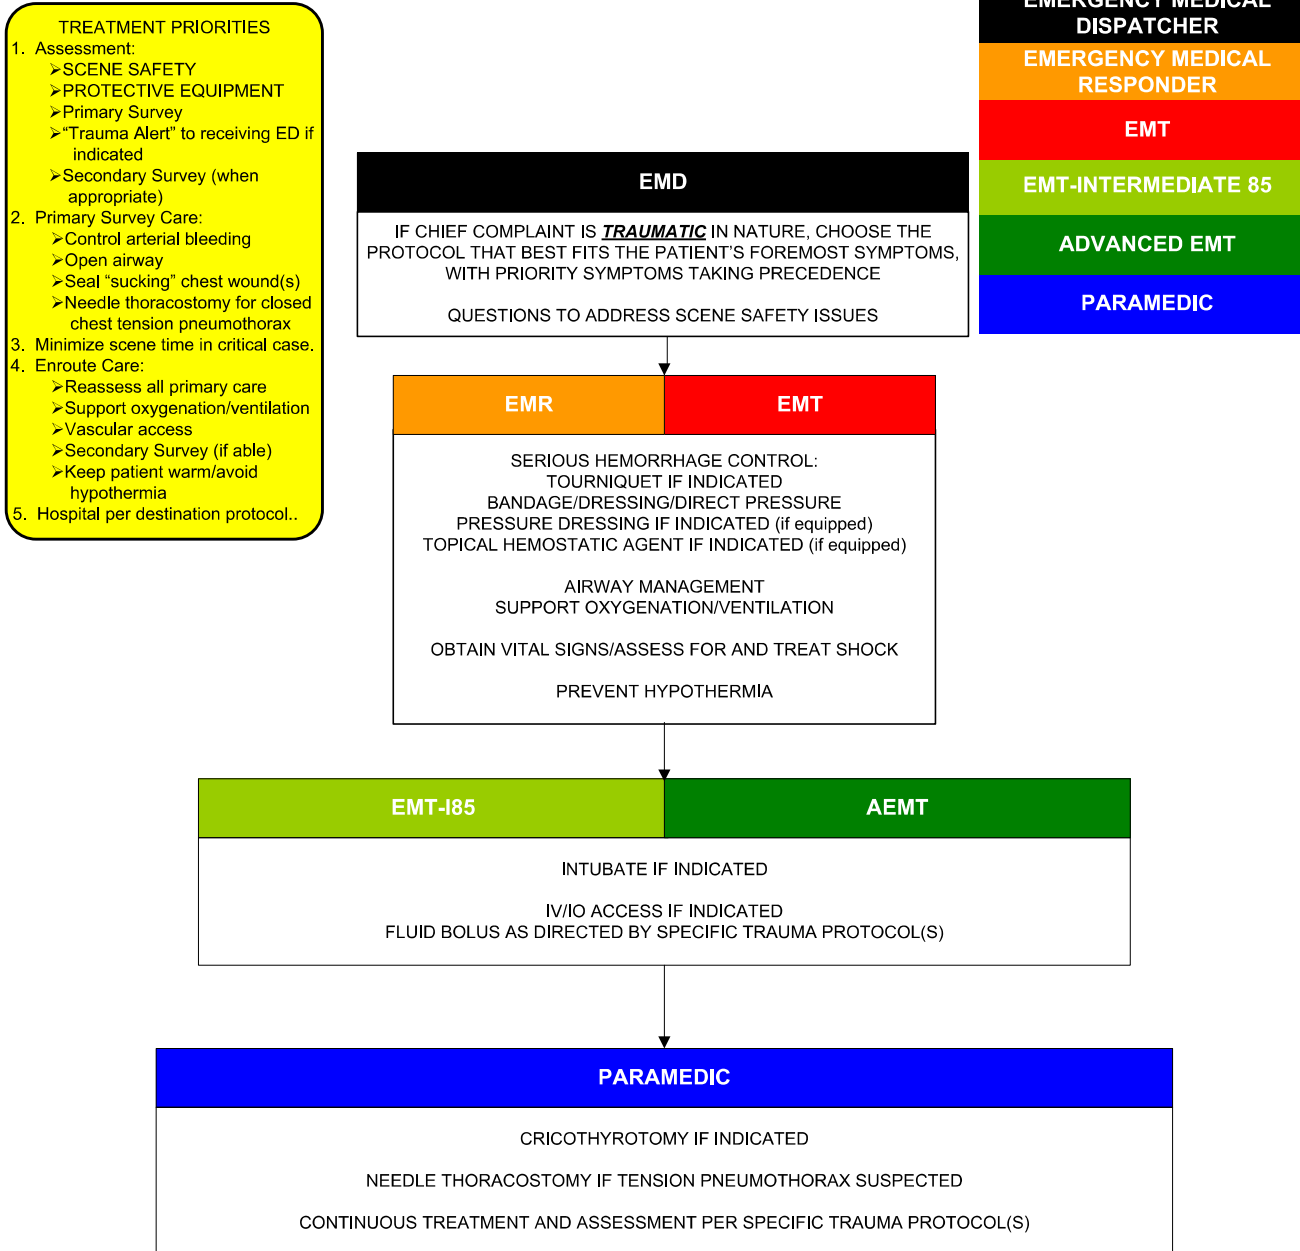 TREATMENT PRIORITIES
1. Assessment:
➢SCENE SAFETY
➢PROTECTIVE EQUIPMENT
➢Primary Survey
➢“Trauma Alert” to receiving ED if
indicated
➢Secondary Survey (when
appropriate)
2. Primary Survey Care:
➢Control arterial bleeding
➢Open airway
➢Seal “sucking” chest wound(s)
➢Needle thoracostomy for closed
chest tension pneumothorax
3. Minimize scene time in critical case.
4. Enroute Care:
➢Reassess all primary care
➢Support oxygenation/ventilation
➢Vascular access
➢Secondary Survey (if able)
➢Keep patient warm/avoid
hypothermia
5. Hospital per destination protocol..
EMERGENCY MEDICAL
DISPATCHER
EMERGENCY MEDICAL
RESPONDER
EMT
EMT-INTERMEDIATE 85
ADVANCED EMT
PARAMEDIC
EMD
IF CHIEF COMPLAINT IS TRAUMATIC IN NATURE, CHOOSE THE
PROTOCOL THAT BEST FITS THE PATIENT’S FOREMOST SYMPTOMS,
WITH PRIORITY SYMPTOMS TAKING PRECEDENCE
QUESTIONS TO ADDRESS SCENE SAFETY ISSUES
EMR
EMT
SERIOUS HEMORRHAGE CONTROL:
TOURNIQUET IF INDICATED
BANDAGE/DRESSING/DIRECT PRESSURE
PRESSURE DRESSING IF INDICATED (if equipped)
TOPICAL HEMOSTATIC AGENT IF INDICATED (if equipped)
AIRWAY MANAGEMENT
SUPPORT OXYGENATION/VENTILATION
OBTAIN VITAL SIGNS/ASSESS FOR AND TREAT SHOCK
PREVENT HYPOTHERMIA
EMT-I85
AEMT
INTUBATE IF INDICATED
IV/IO ACCESS IF INDICATED
FLUID BOLUS AS DIRECTED BY SPECIFIC TRAUMA PROTOCOL(S)
PARAMEDIC
CRICOTHYROTOMY IF INDICATED
NEEDLE THORACOSTOMY IF TENSION PNEUMOTHORAX SUSPECTED
CONTINUOUS TREATMENT AND ASSESSMENT PER SPECIFIC TRAUMA PROTOCOL(S)